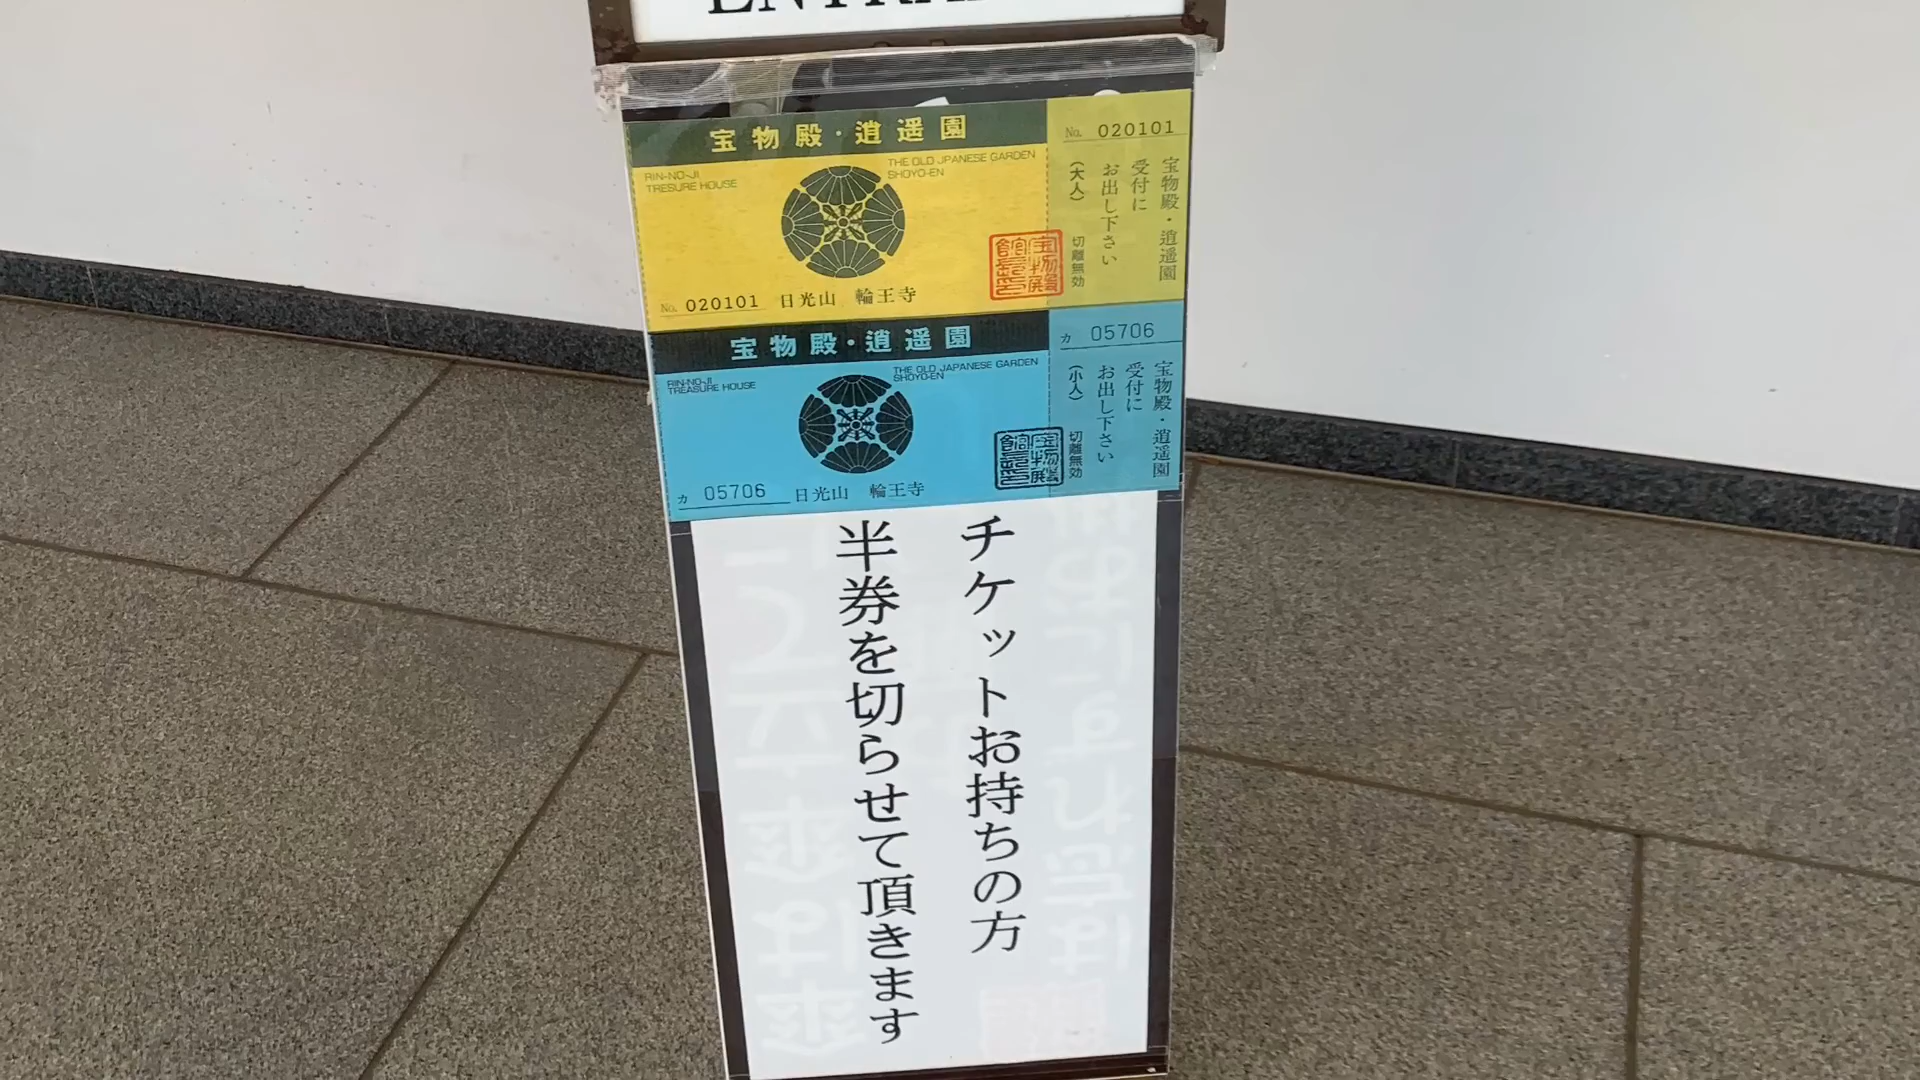 宝物殿・逍遥園
RIN-NO-JI
TRESURE HOUSE
THE OLD JPANESE GARDEN
SHOYO-EN
No. 020101 日光山 輪王寺
No. 020101
宝物殿・逍遥園
受付に
お出し下さい
(大人)
切離無効
宝物殿・逍遥園
RIN-NO-JI
TREASURE HOUSE
THE OLD JAPANESE GARDEN
SHOYO-EN
カ 05706 日光山 輪王寺
カ 05706
宝物殿・逍遥園
受付に
お出し下さい
(小人)
切離無効
チケットお持ちの方
半券を切らせて頂きます